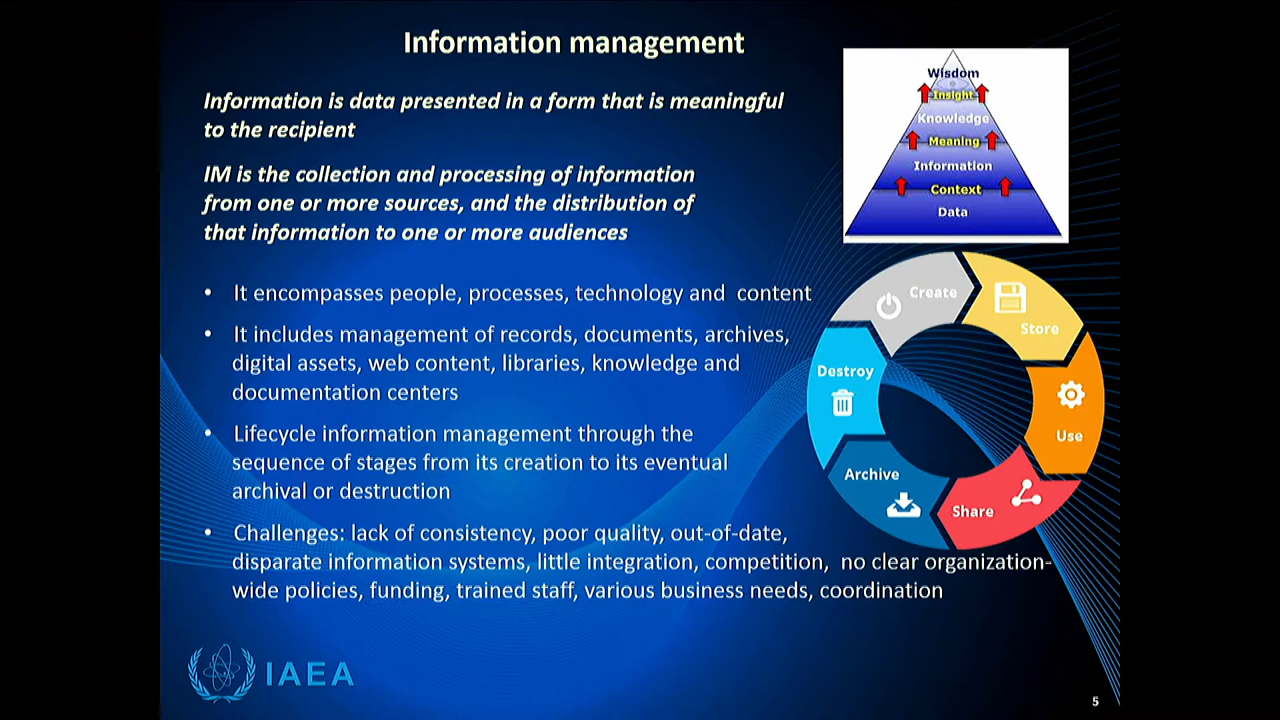 Information management
Information is data presented in a form that is meaningful
to the recipient
IM is the collection and processing of information
from one or more sources, and the distribution of
that information to one or more audiences
• It encompasses people, processes, technology and  content
• It includes management of records, documents, archives,
digital assets, web content, libraries, knowledge and
documentation centers
• Lifecycle information management through the
sequence of stages from its creation to its eventual
archival or destruction
• Challenges: lack of consistency, poor quality, out-of-date,
disparate information systems, little integration, competition,  no clear organization-
wide policies, funding, trained staff, various business needs, coordination
Wisdom
Insight
Knowledge
Meaning
Information
Context
Data
Create
Store
Use
Share
Archive
Destroy
IAEA
5